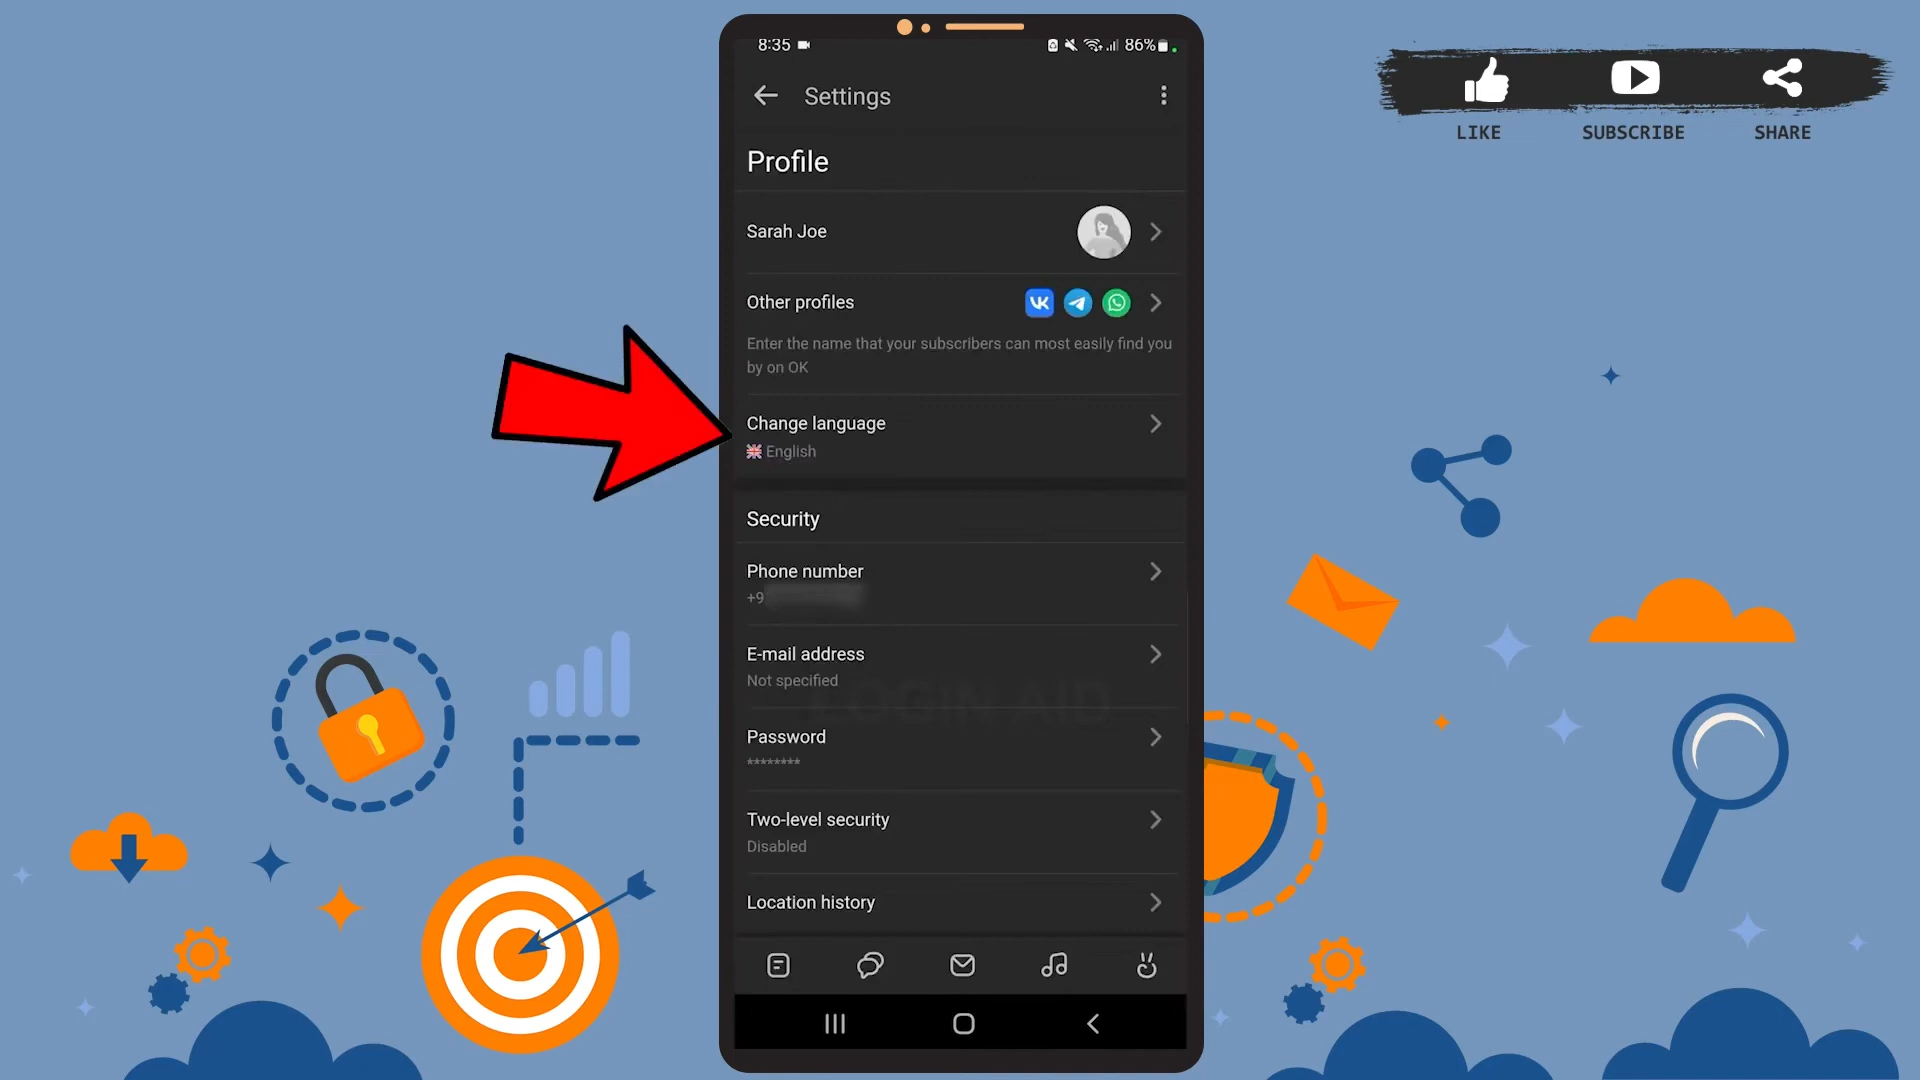 8:35
86%
Settings
LIKE
SUBSCRIBE
SHARE
Profile
Sarah Joe
Other profiles
Enter the name that your subscribers can most easily find you
by on OK
Change language
English
Security
Phone number
+9
E-mail address
Not specified
LOGIN AID
Password
********
Two-level security
Disabled
Location history